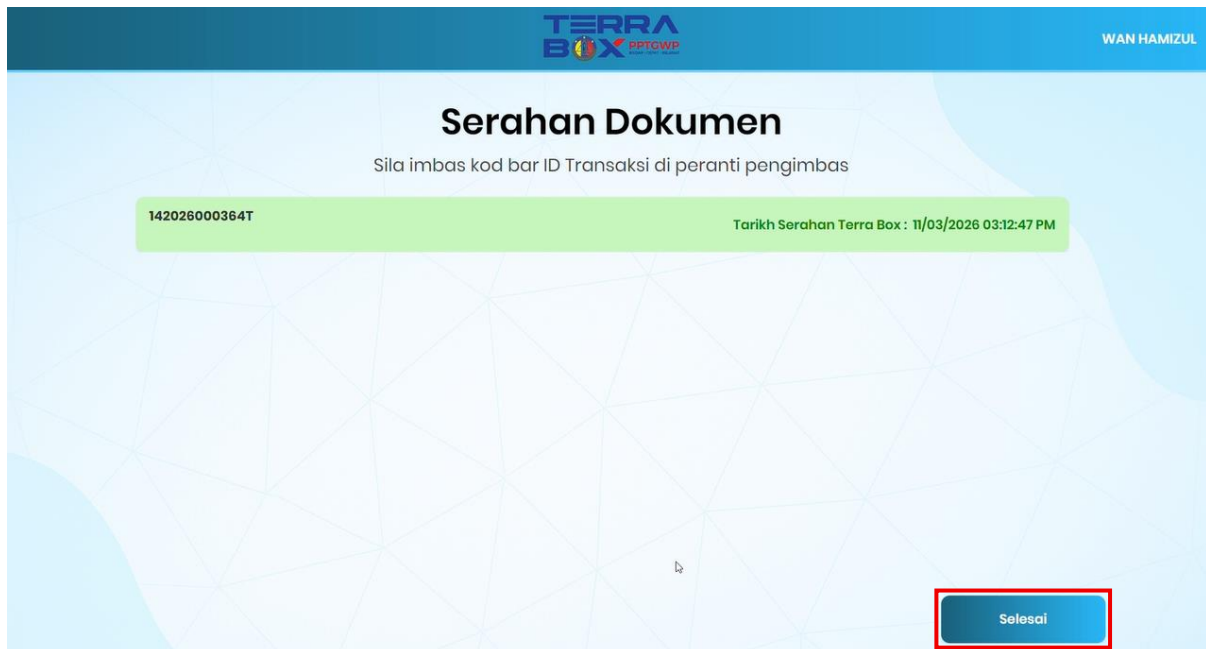 TERRA
BOX PPTGWP
WAN HAMIZUL
Serahan Dokumen
Sila imbas kod bar ID Transaksi di peranti pengimbas
142026000364T
Tarikh Serahan Terra Box : 11/03/2026 03:12:47 PM
Selesai